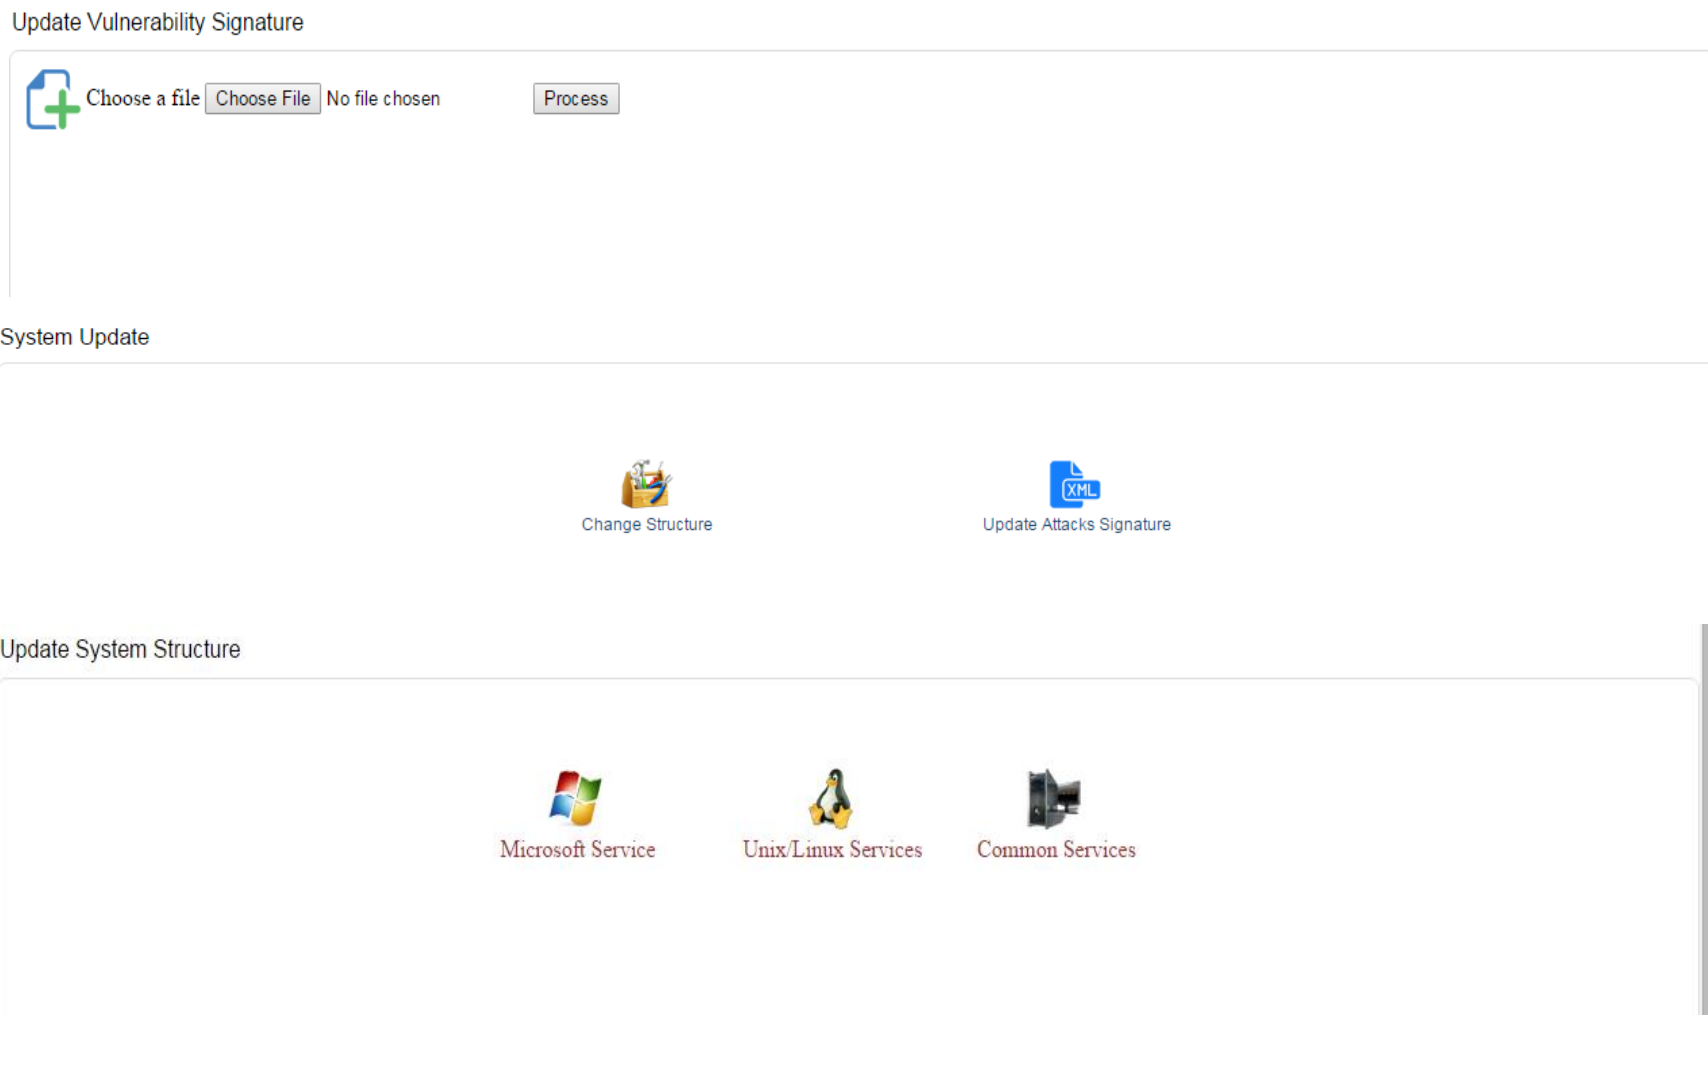 Update Vulnerability Signature
Choose a file Choose File No file chosen Process
System Update
XML
Change Structure Update Attacks Signature
Update System Structure
Microsoft Service Unix/Linux Services Common Services